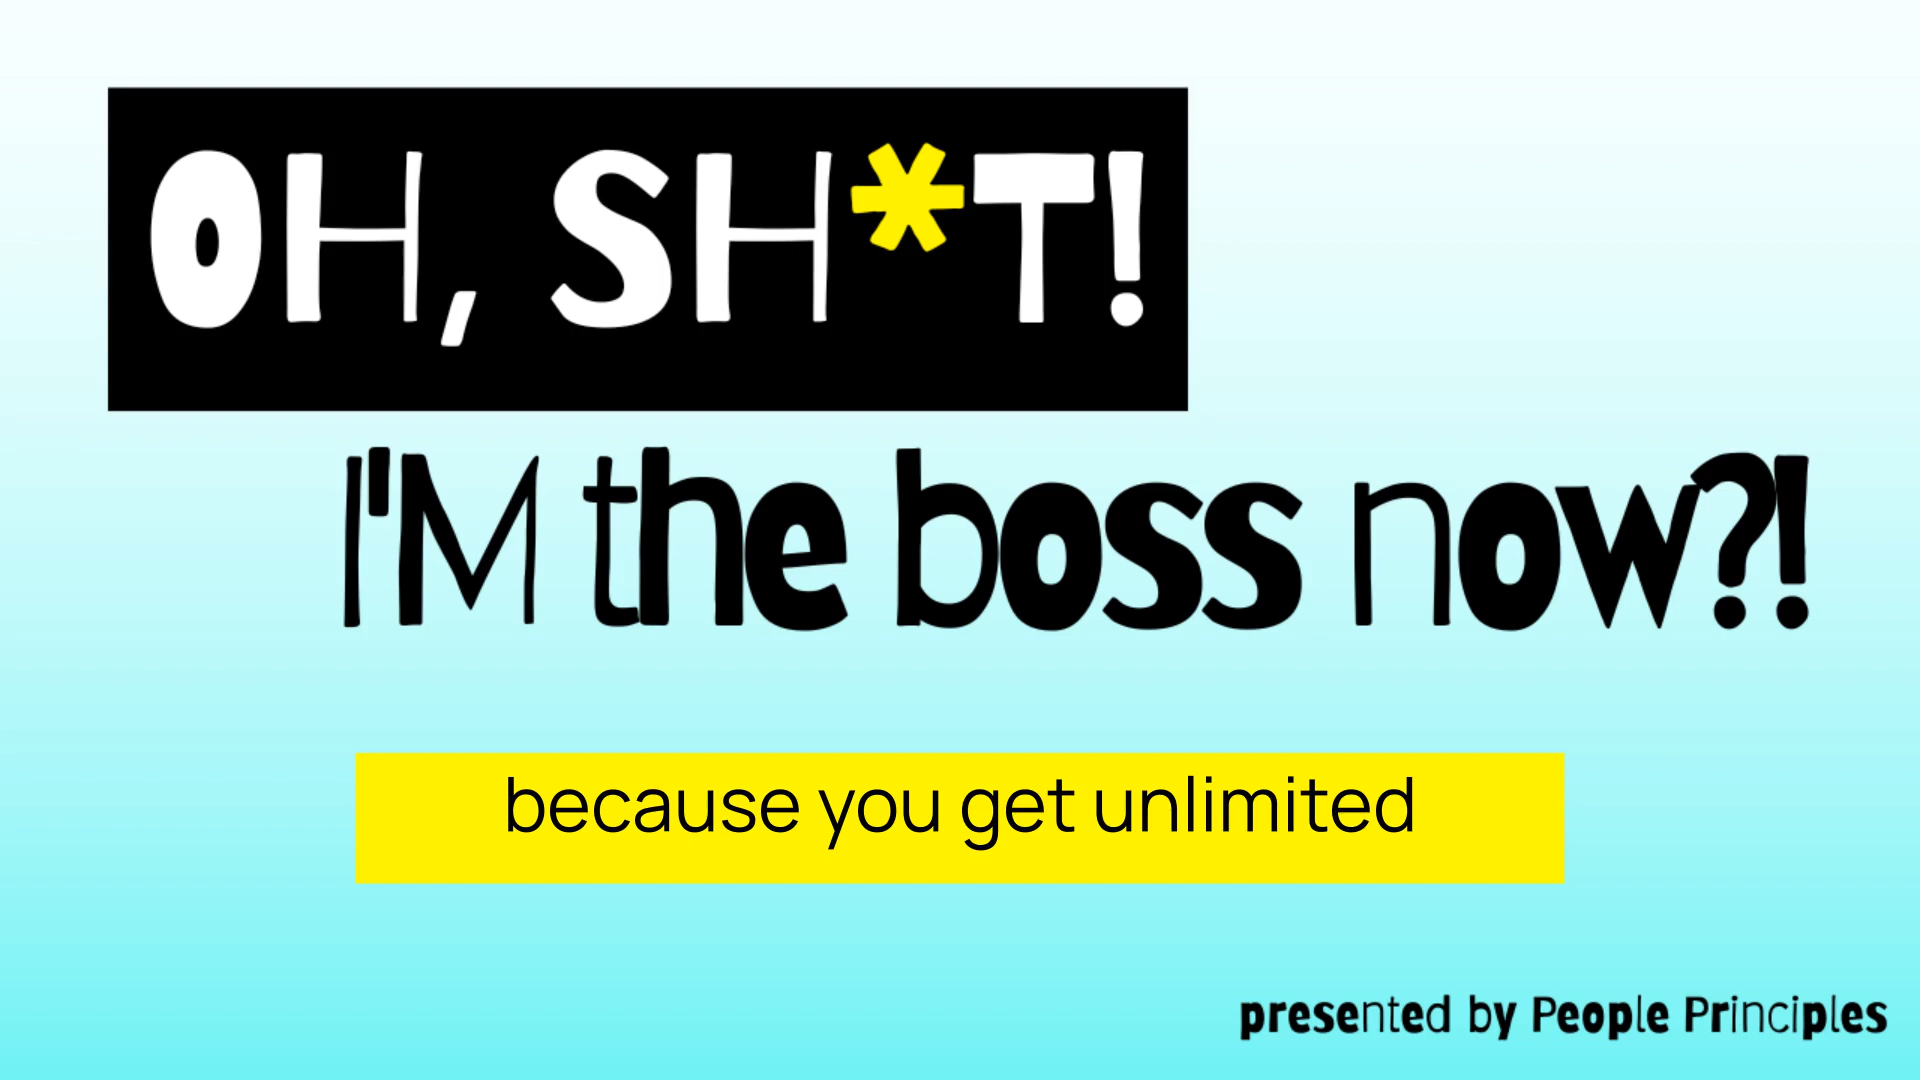 OH, SH*T!
I'M the boss now?!
because you get unlimited
presented by People Principles